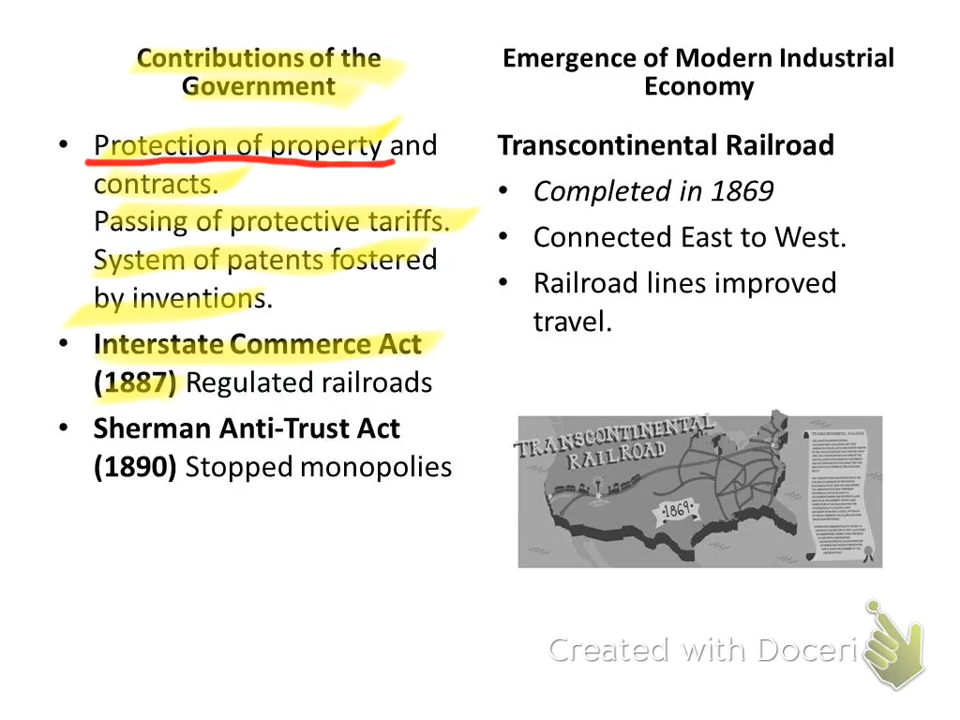 Contributions of the
Government
• Protection of property and
contracts.
Passing of protective tariffs.
System of patents fostered
by inventions.
• Interstate Commerce Act
(1887) Regulated railroads
• Sherman Anti-Trust Act
(1890) Stopped monopolies
Emergence of Modern Industrial
Economy
Transcontinental Railroad
• Completed in 1869
• Connected East to West.
• Railroad lines improved
travel.
TRANSCONTINENTAL
RAILROAD
1869
TRANSCONTINENTAL RAILROAD
Created with Doceri